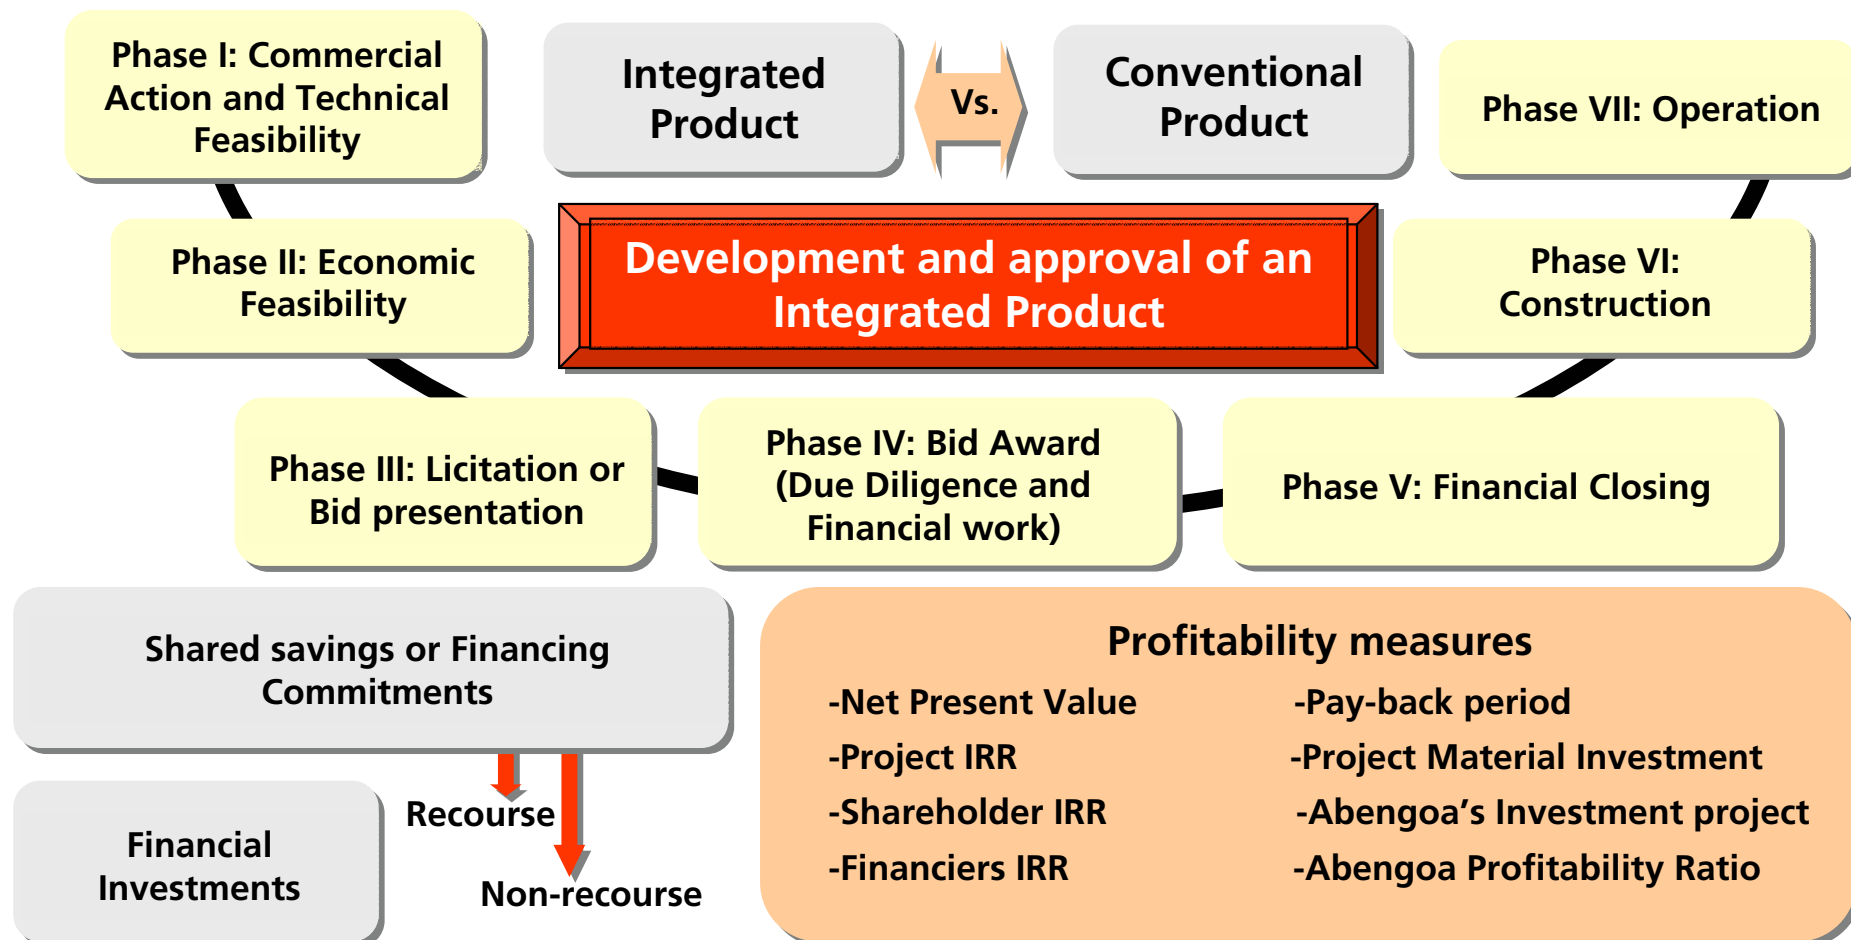 Phase I: Commercial
Action and Technical
Feasibility
Integrated
Product
Vs.
Conventional
Product
Phase VII: Operation
Phase II: Economic
Feasibility
Development and approval of an
Integrated Product
Phase VI:
Construction
Phase III: Licitation or
Bid presentation
Phase IV: Bid Award
(Due Diligence and
Financial work)
Phase V: Financial Closing
Shared savings or Financing
Commitments
Recourse
Non-recourse
Financial
Investments
Profitability measures
-Net Present Value
-Project IRR
-Shareholder IRR
-Financiers IRR
-Pay-back period
-Project Material Investment
-Abengoa’s Investment project
-Abengoa Profitability Ratio